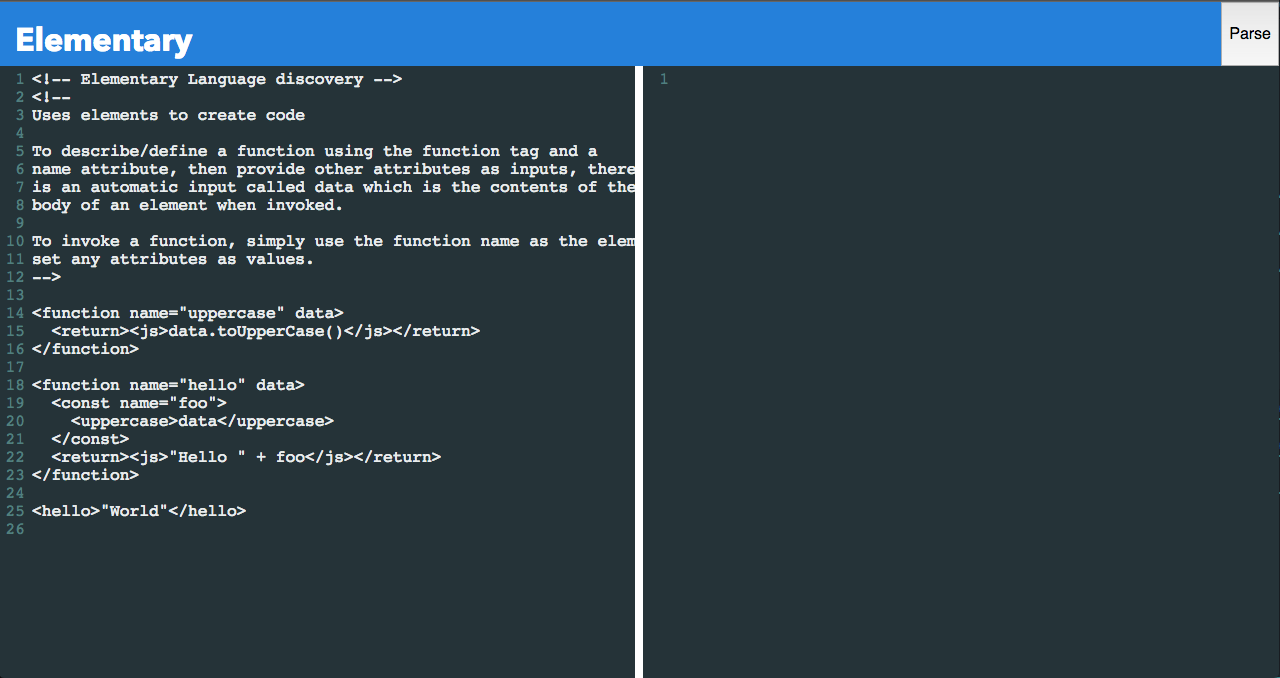 Elementary
Parse
1 <!-- Elementary Language discovery -->
2 <!--
3 Uses elements to create code
4
5 To describe/define a function using the function tag and a
6 name attribute, then provide other attributes as inputs, there
7 is an automatic input called data which is the contents of the
8 body of an element when invoked.
9
10 To invoke a function, simply use the function name as the elem
11 set any attributes as values.
12 -->
13
14 <function name="uppercase" data>
15   <return><js>data.toUpperCase()</js></return>
16 </function>
17
18 <function name="hello" data>
19   <const name="foo">
20     <uppercase>data</uppercase>
21   </const>
22   <return><js>"Hello " + foo</js></return>
23 </function>
24
25 <hello>"World"</hello>
26
1